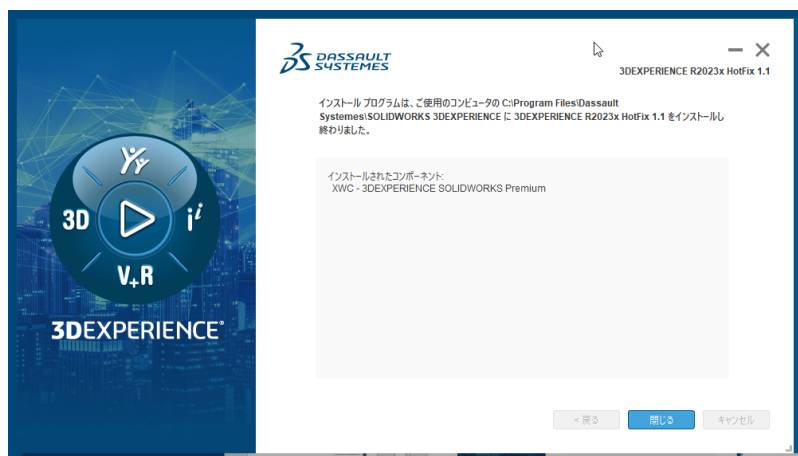 DASSAULT
SYSTEMES
3DEXPERIENCE R2023x HotFix 1.1
インストール プログラムは、ご使用のコンピュータの C:\Program Files\Dassault
Systemes\SOLIDWORKS 3DEXPERIENCE に 3DEXPERIENCE R2023x HotFix 1.1 をインストールし
終わりました。
インストールされたコンポーネント:
XWC - 3DEXPERIENCE SOLIDWORKS Premium
3D
i
V+R
3DEXPERIENCE®
< 戻る
閉じる
キャンセル